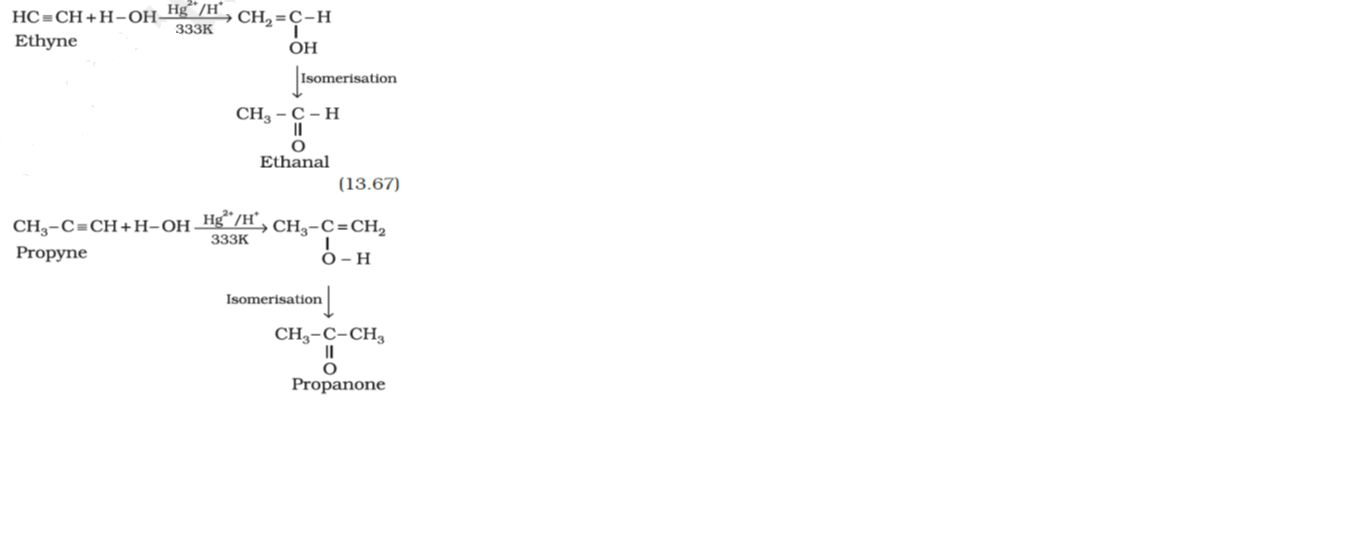 HC≡CH+H–OH Hg²⁺/H⁺ CH₂=C–H
333K
Ethyne
OH
Isomerisation
CH₃–C–H
O
Ethanal
(13.67)
CH₃–C≡CH+H–OH Hg²⁺/H⁺ CH₃–C=CH₂
333K
Propyne
O–H
Isomerisation
CH₃–C–CH₃
O
Propanone